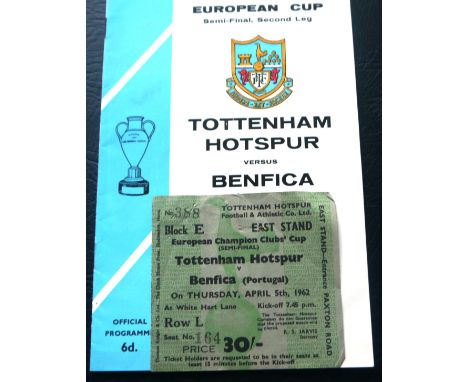 EUROPEAN CUP
Semi-Final, Second Leg
TOTTENHAM
HOTSPUR
VERSUS
BENFICA
OFFICIAL
PROGRAMME
6d.
No 388
TOTTENHAM HOTSPUR
Football & Athletic Co. Ltd.
Block E EAST STAND
European Champion Clubs' Cup
(SEMI-FINAL)
Tottenham Hotspur
v
Benfica (Portugal)
On THURSDAY, APRIL 5th, 1962
At White Hart Lane Kick-off 7.45 p.m.
Row L
Seat No. 164
PRICE 30/-
R. S. JARVIS
Secretary
Ticket Holders are requested to be in their seats at
least 15 minutes before the Kick-off
EAST STAND-Entrance PAXTON ROAD